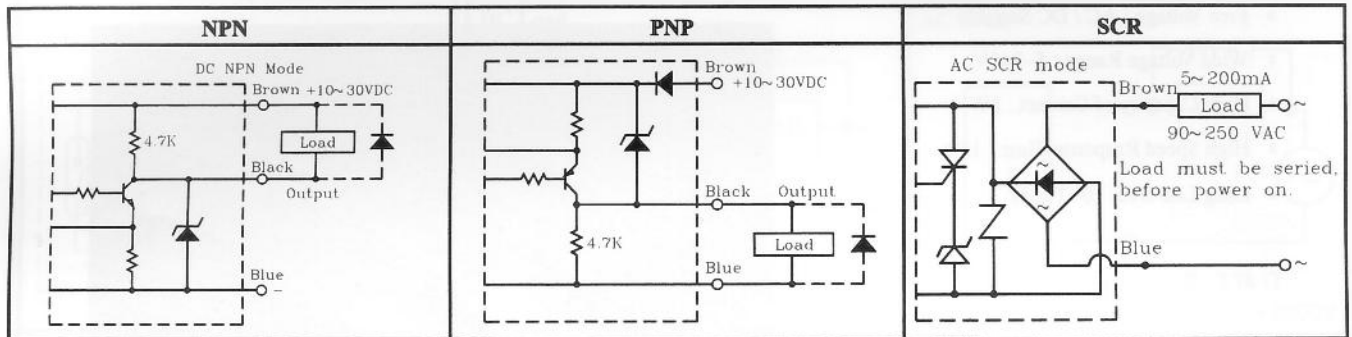 NPN
PNP
SCR
DC NPN Mode
Brown +10~30VDC
4.7K
Load
Black
Output
Blue
−
Brown
+10~30VDC
Black Output
4.7K
Load
Blue
AC SCR mode
Brown
5~200mA
Load
~
90~250 VAC
Load must be seried,
before power on.
~
~
Blue
~